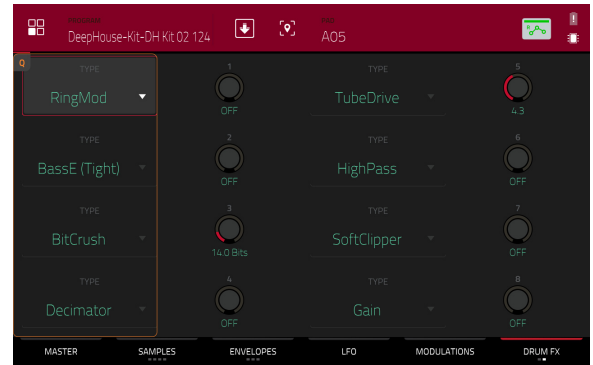 PROGRAM
DeepHouse-Kit-DH Kit 02 124
PAD
A05
!
Q
TYPE
RingMod
1
OFF
TYPE
TubeDrive
5
4.3
TYPE
BassE (Tight)
2
OFF
TYPE
HighPass
6
OFF
TYPE
BitCrush
3
14.0 Bits
TYPE
SoftClipper
7
OFF
TYPE
Decimator
4
OFF
TYPE
Gain
8
OFF
MASTER
SAMPLES
ENVELOPES
LFO
MODULATIONS
DRUM FX